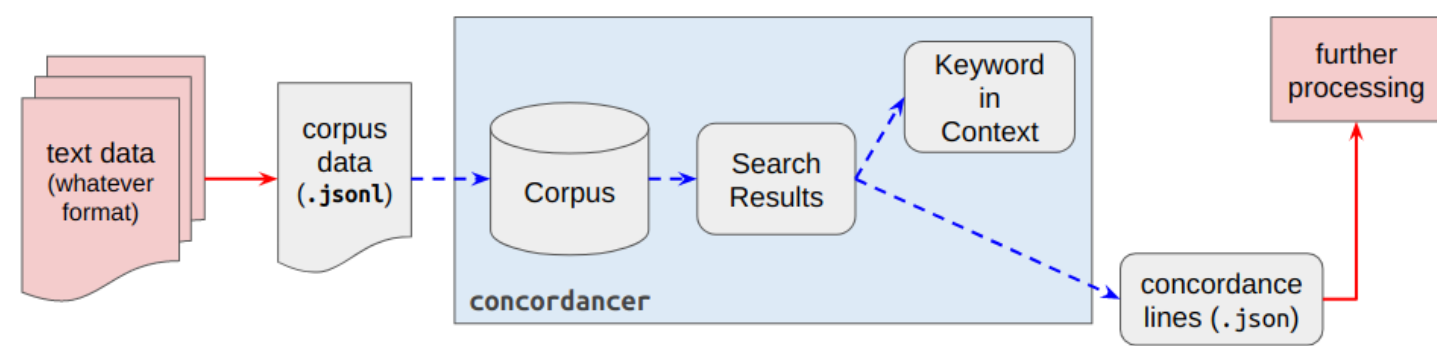 text data
(whatever
format)
corpus
data
(.jsonl)
Corpus
Search
Results
Keyword
in
Context
concordancer
concordance
lines (.json)
further
processing